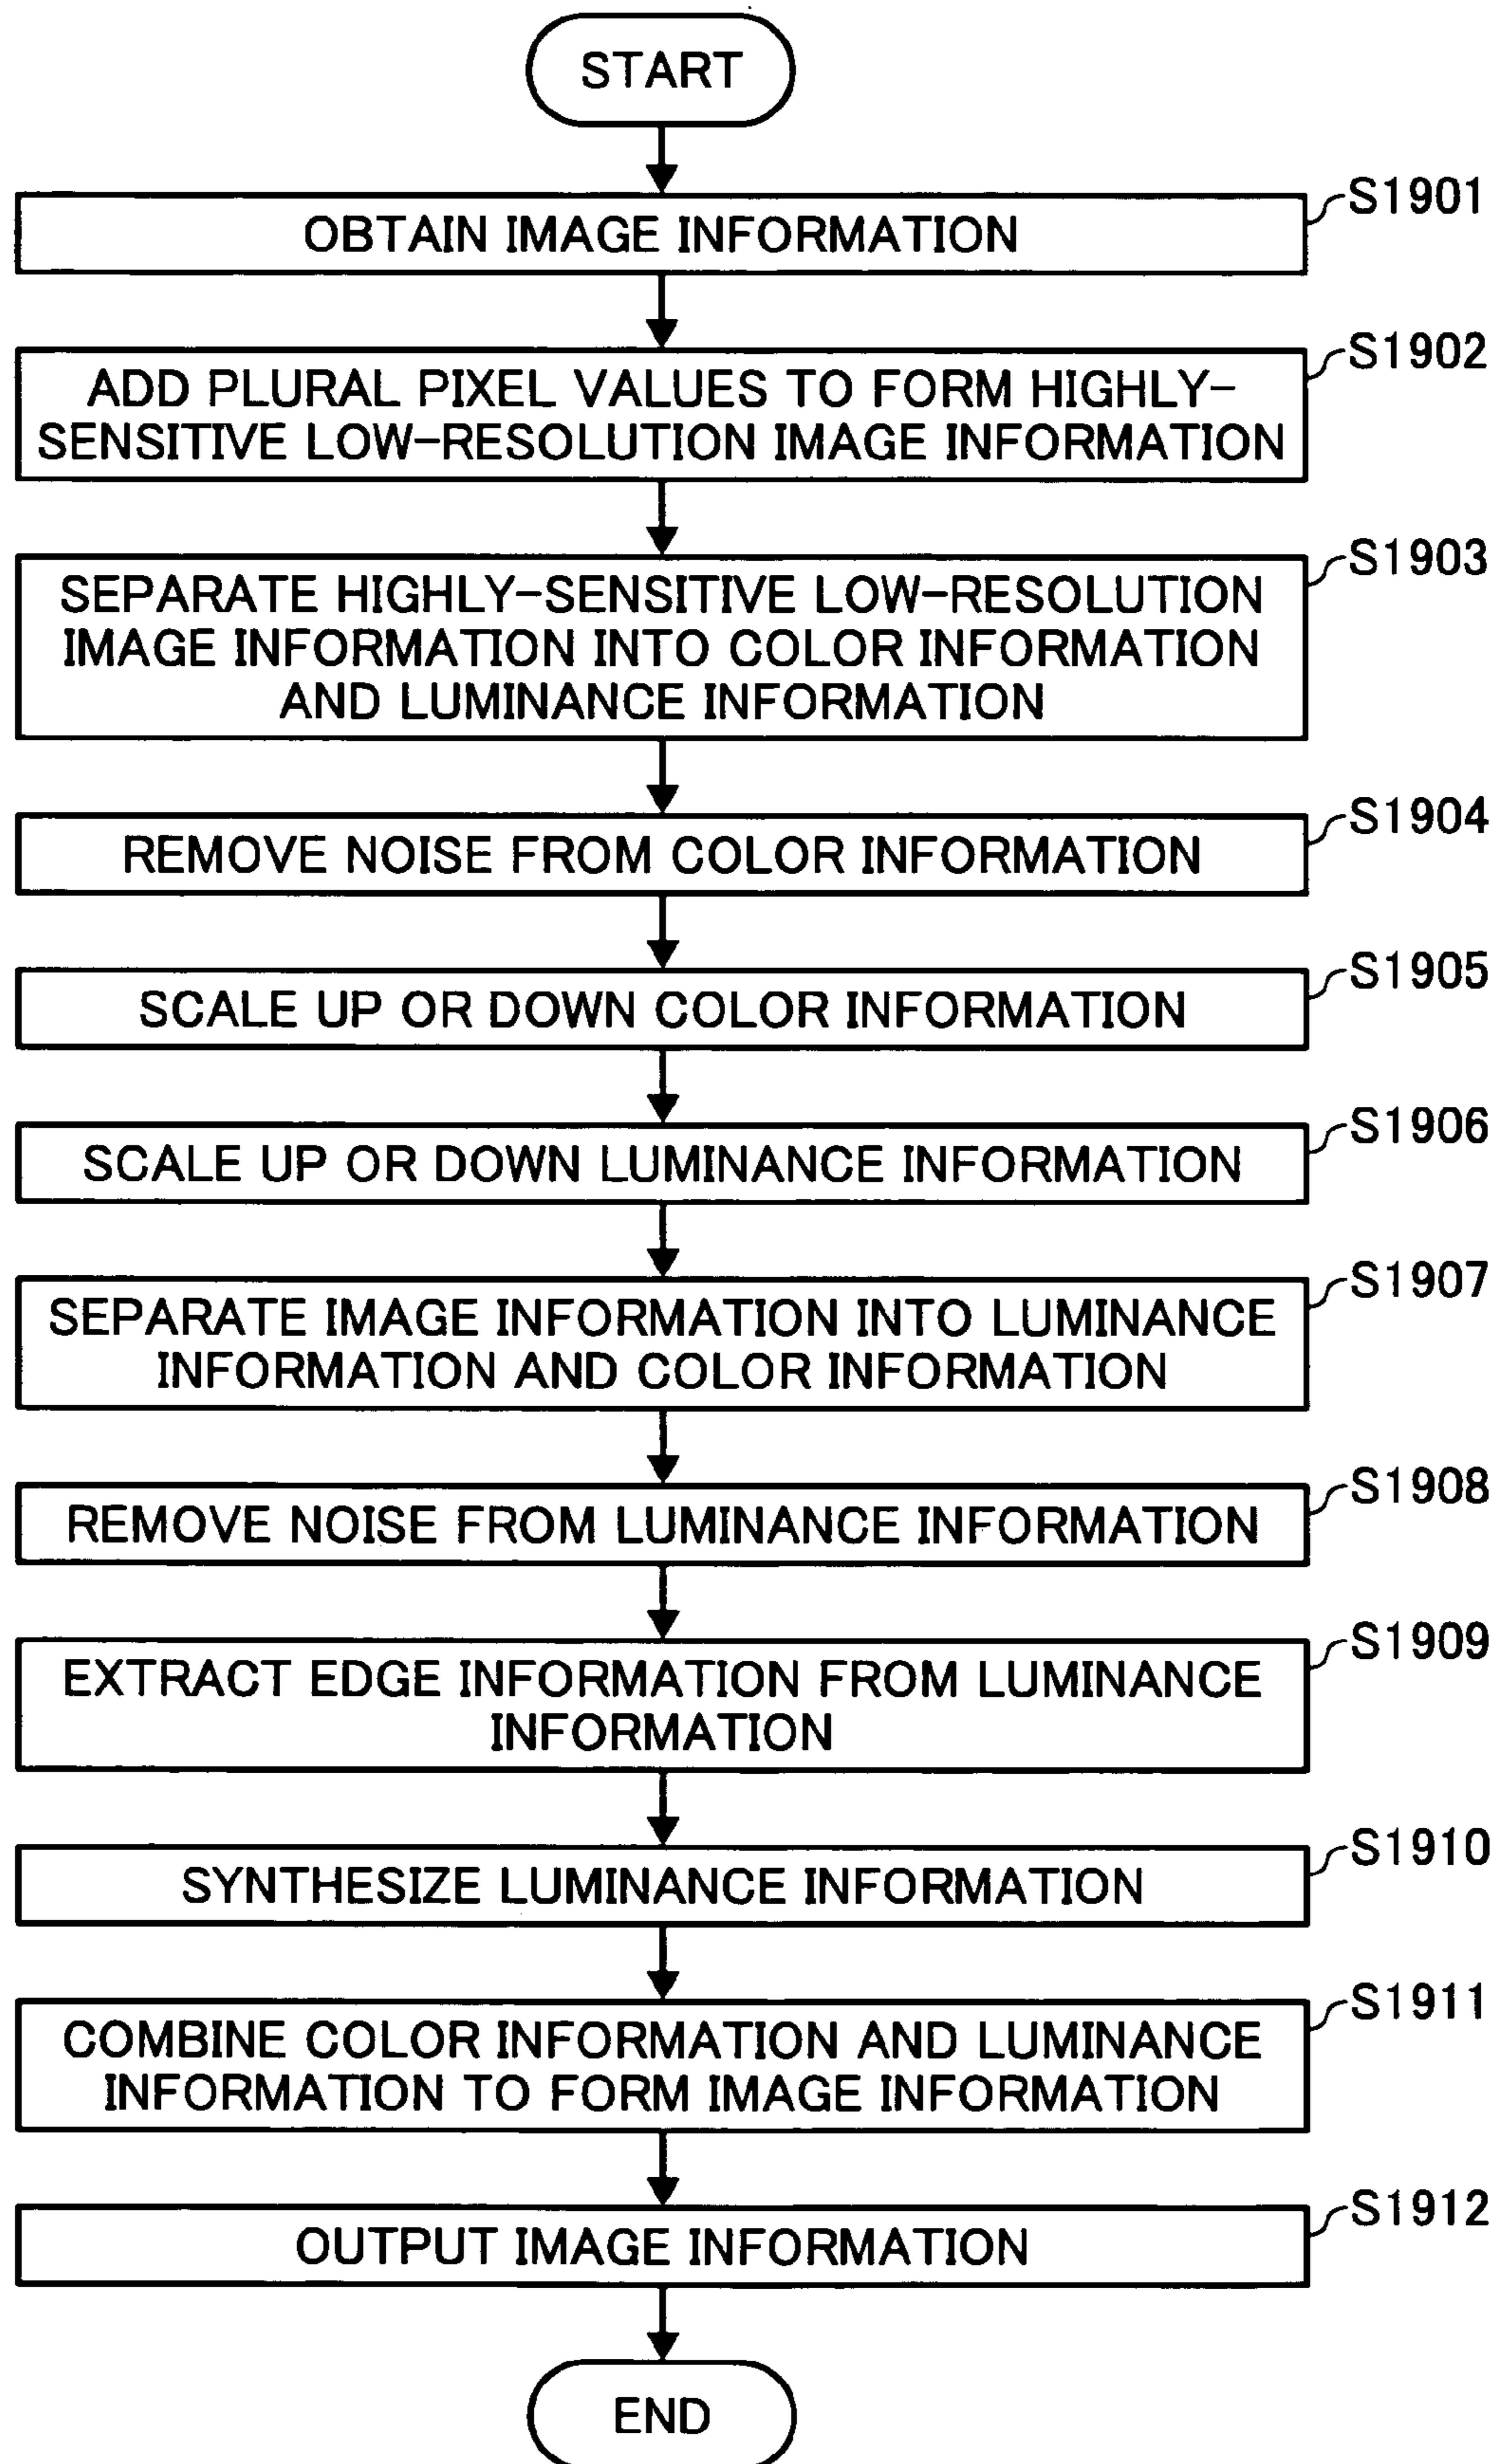 START
S1901
OBTAIN IMAGE INFORMATION
S1902
ADD PLURAL PIXEL VALUES TO FORM HIGHLY-
SENSITIVE LOW-RESOLUTION IMAGE INFORMATION
S1903
SEPARATE HIGHLY-SENSITIVE LOW-RESOLUTION
IMAGE INFORMATION INTO COLOR INFORMATION
AND LUMINANCE INFORMATION
S1904
REMOVE NOISE FROM COLOR INFORMATION
S1905
SCALE UP OR DOWN COLOR INFORMATION
S1906
SCALE UP OR DOWN LUMINANCE INFORMATION
S1907
SEPARATE IMAGE INFORMATION INTO LUMINANCE
INFORMATION AND COLOR INFORMATION
S1908
REMOVE NOISE FROM LUMINANCE INFORMATION
S1909
EXTRACT EDGE INFORMATION FROM LUMINANCE
INFORMATION
S1910
SYNTHESIZE LUMINANCE INFORMATION
S1911
COMBINE COLOR INFORMATION AND LUMINANCE
INFORMATION TO FORM IMAGE INFORMATION
S1912
OUTPUT IMAGE INFORMATION
END